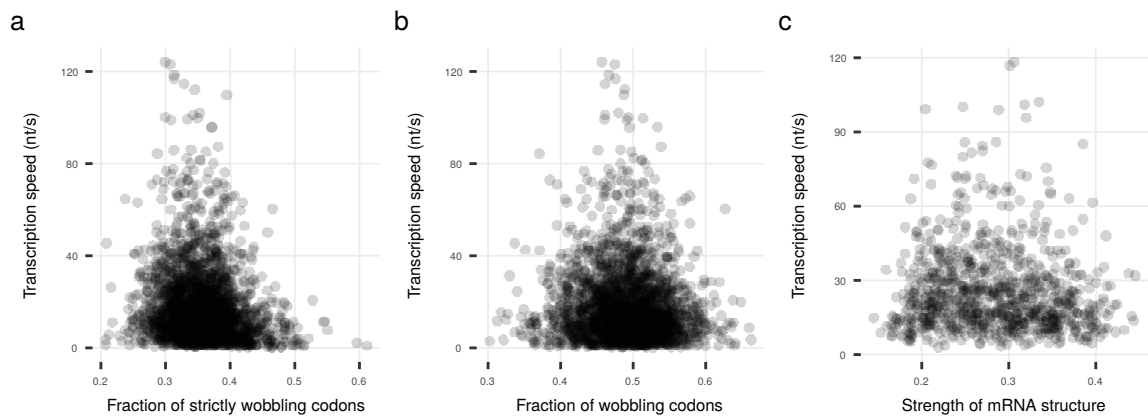 a
Transcription speed (nt/s)
120
80
40
0
0.2 0.3 0.4 0.5 0.6
Fraction of strictly wobbling codons
b
Transcription speed (nt/s)
120
80
40
0
0.3 0.4 0.5 0.6
Fraction of wobbling codons
c
Transcription speed (nt/s)
120
90
60
30
0
0.2 0.3 0.4
Strength of mRNA structure